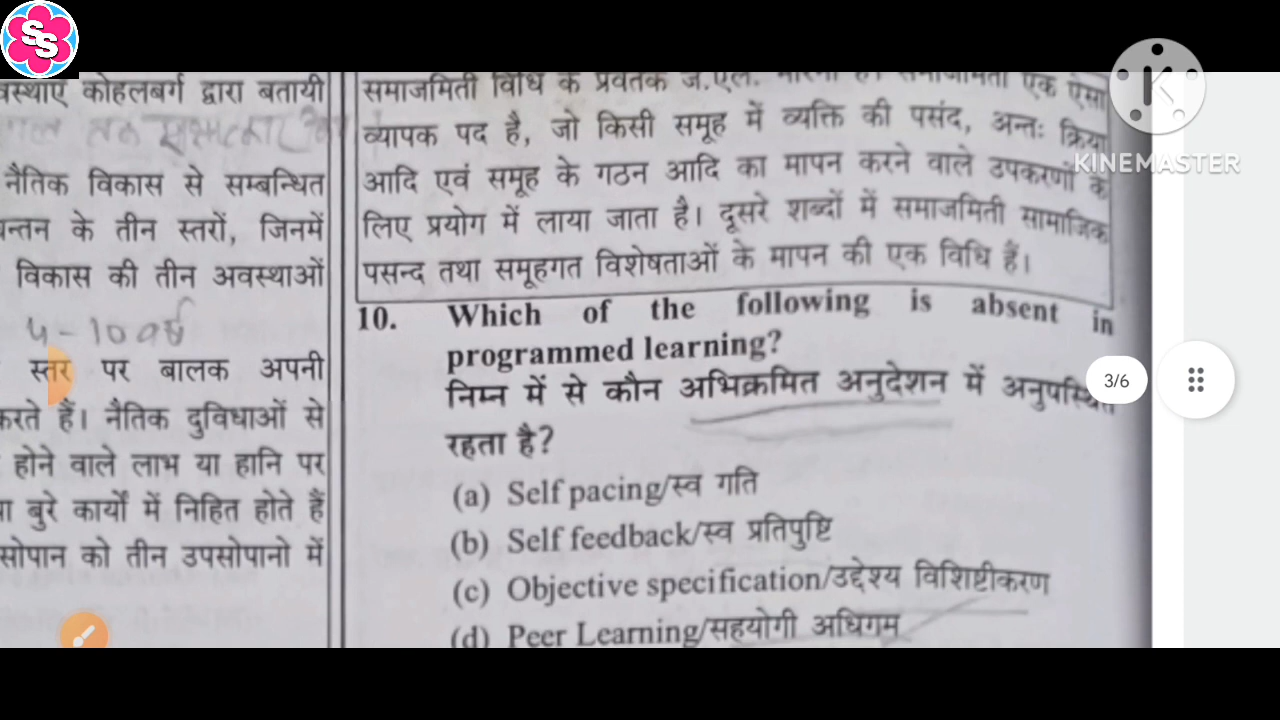 SS
KINEMASTER
3/6
वस्थाएं कोहलबर्ग द्वारा बतायी
नैतिक विकास से सम्बन्धित
न्तन के तीन स्तरों, जिनमें
विकास की तीन अवस्थाओं
स्तर पर बालक अपनी
करते हैं। नैतिक दुविधाओं से
होने वाले लाभ या हानि पर
ा बुरे कार्यों में निहित होते हैं
सोपान को तीन उपसोपानो में
समाजमिती विधि के प्रवर्तक जे.एल. एक ऐसा
व्यापक पद है, जो किसी समूह में व्यक्ति की पसंद, अन्तः क्रिया
आदि एवं समूह के गठन आदि का मापन करने वाले उपकरणों के
लिए प्रयोग में लाया जाता है। दूसरे शब्दों में समाजमिती सामाजिक
पसन्द तथा समूहगत विशेषताओं के मापन की एक विधि हैं।
10. Which of the following is absent in
programmed learning?
निम्न में से कौन अभिक्रमित अनुदेशन में अनुपस्थित
रहता है?
(a) Self pacing/स्व गति
(b) Self feedback/स्व प्रतिपुष्टि
(c) Objective specification/उद्देश्य विशिष्टीकरण
(d) Peer Learning/सहयोगी अधिगम